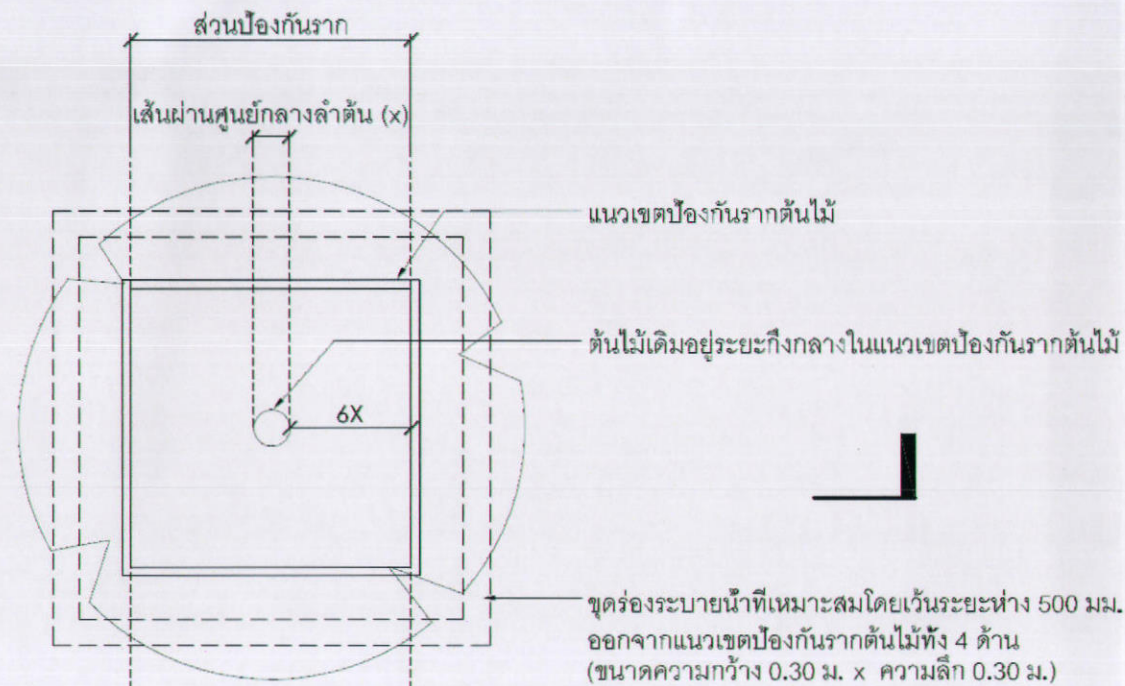 ส่วนป้องกันราก
เส้นผ่านศูนย์กลางลำต้น (x)
แนวเขตป้องกันรากต้นไม้
ต้นไม้เดิมอยู่ระยะกึ่งกลางในแนวเขตป้องกันรากต้นไม้
6X
ขุดร่องระบายน้ำที่เหมาะสมโดยเว้นระยะห่าง 500 มม.
ออกจากแนวเขตป้องกันรากต้นไม้ทั้ง 4 ด้าน
(ขนาดความกว้าง 0.30 ม. x ความลึก 0.30 ม.)